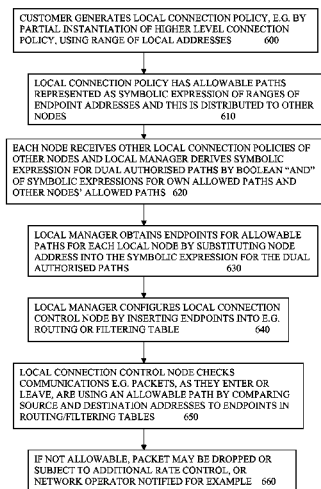 CUSTOMER GENERATES LOCAL CONNECTION POLICY, E.G. BY
PARTIAL INSTANTIATION OF HIGHER LEVEL CONNECTION
POLICY, USING RANGE OF LOCAL ADDRESSES 600
LOCAL CONNECTION POLICY HAS ALLOWABLE PATHS
REPRESENTED AS SYMBOLIC EXPRESSION OF RANGES OF
ENDPOINT ADDRESSES AND THIS IS DISTRIBUTED TO OTHER
NODES 610
EACH NODE RECEIVES OTHER LOCAL CONNECTION POLICIES OF
OTHER NODES AND LOCAL MANAGER DERIVES SYMBOLIC
EXPRESSION FOR DUAL AUTHORISED PATHS BY BOOLEAN “AND”
OF SYMBOLIC EXPRESSIONS FOR OWN ALLOWED PATHS AND
OTHER NODES’ ALLOWED PATHS 620
LOCAL MANAGER OBTAINS ENDPOINTS FOR ALLOWABLE
PATHS FOR EACH LOCAL NODE BY SUBSTITUTING NODE
ADDRESS INTO THE SYMBOLIC EXPRESSION FOR THE DUAL
AUTHORISED PATHS 630
LOCAL MANAGER CONFIGURES LOCAL CONNECTION
CONTROL NODE BY INSERTING ENDPOINTS INTO E.G.
ROUTING OR FILTERING TABLE 640
LOCAL CONNECTION CONTROL NODE CHECKS
COMMUNICATIONS E.G. PACKETS, AS THEY ENTER OR
LEAVE, ARE USING AN ALLOWABLE PATH BY COMPARING
SOURCE AND DESTINATION ADDRESSES TO ENDPOINTS IN
ROUTING/FILTERING TABLES 650
IF NOT ALLOWABLE, PACKET MAY BE DROPPED OR
SUBJECT TO ADDITIONAL RATE CONTROL, OR
NETWORK OPERATOR NOTIFIED FOR EXAMPLE 660